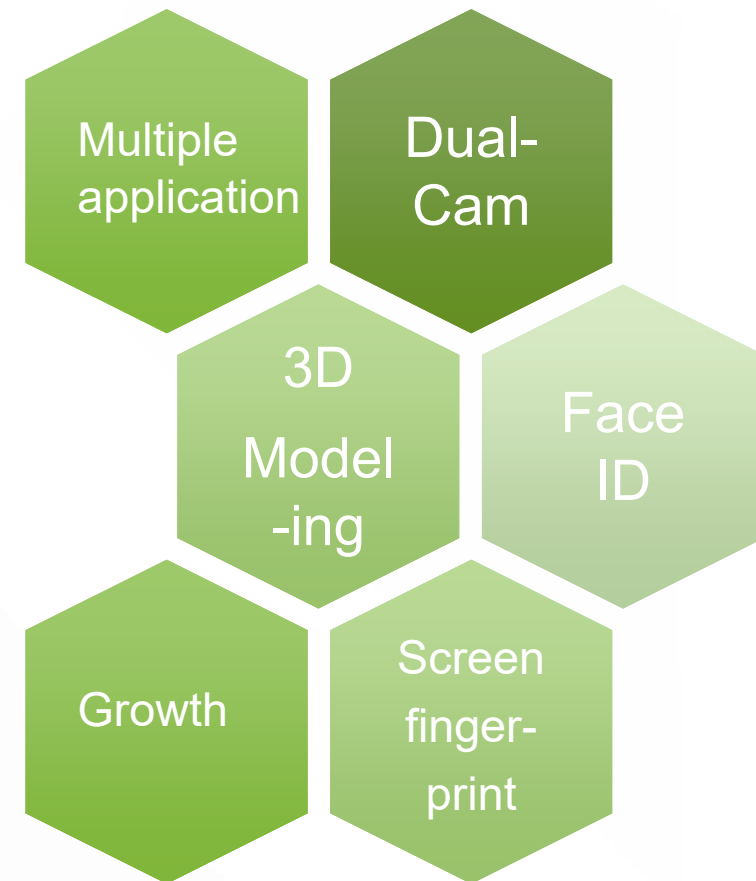 Multiple
application
Dual-
Cam
3D
Model
-ing
Face
ID
Growth
Screen
finger-
print